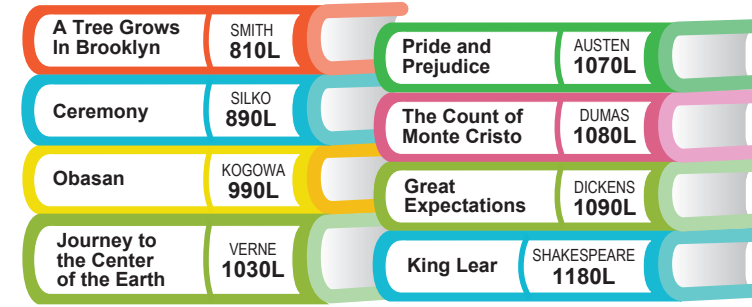 A Tree Grows
In Brooklyn
SMITH
810L
Ceremony
SILKO
890L
Obasan
KOGOWA
990L
Journey to
the Center
of the Earth
VERNE
1030L
Pride and
Prejudice
AUSTEN
1070L
The Count of
Monte Cristo
DUMAS
1080L
Great
Expectations
DICKENS
1090L
King Lear
SHAKESPEARE
1180L